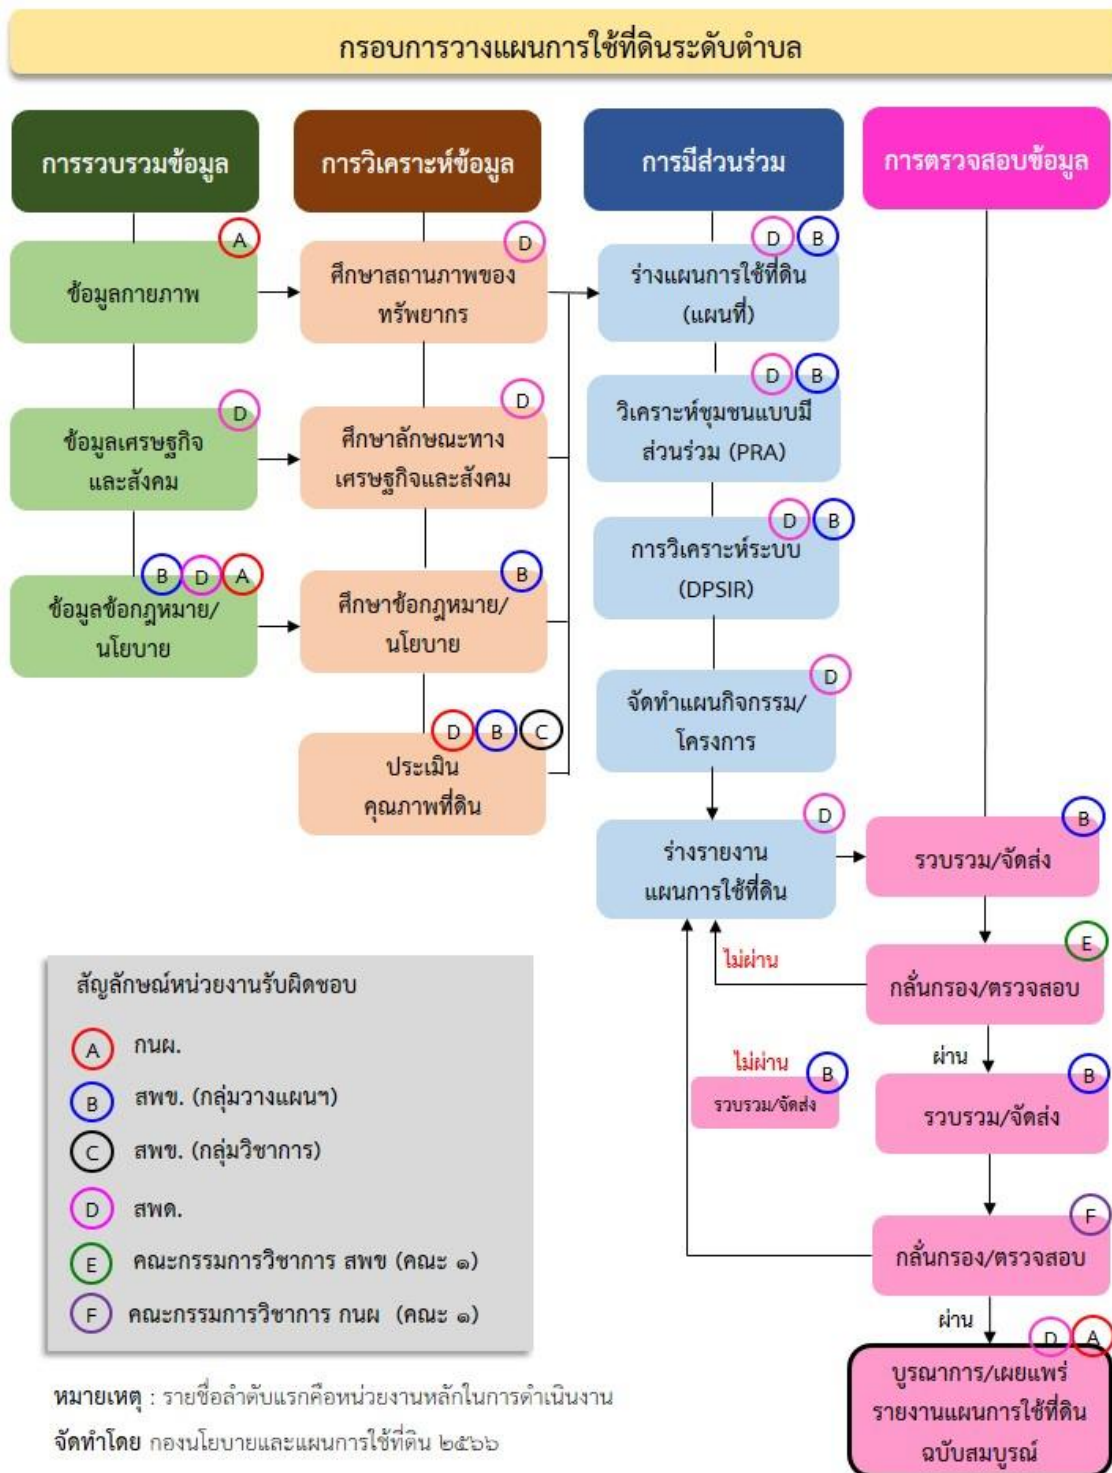 กรอบการวางแผนการใช้ที่ดินระดับตำบล
การรวบรวมข้อมูล
A
ข้อมูลกายภาพ
D
ข้อมูลเศรษฐกิจ
และสังคม
B D A
ข้อมูลข้อกฎหมาย/
นโยบาย
การวิเคราะห์ข้อมูล
D
ศึกษาสถานภาพของ
ทรัพยากร
D
ศึกษาลักษณะทาง
เศรษฐกิจและสังคม
B
ศึกษาข้อกฎหมาย/
นโยบาย
D B C
ประเมิน
คุณภาพที่ดิน
การมีส่วนร่วม
D B
ร่างแผนการใช้ที่ดิน
(แผนที่)
D B
วิเคราะห์ชุมชนแบบมี
ส่วนร่วม (PRA)
D B
การวิเคราะห์ระบบ
(DPSIR)
D
จัดทำแผนกิจกรรม/
โครงการ
D
ร่างรายงาน
แผนการใช้ที่ดิน
การตรวจสอบข้อมูล
B
รวบรวม/จัดส่ง
E
กลั่นกรอง/ตรวจสอบ
ไม่ผ่าน
ผ่าน
B
รวบรวม/จัดส่ง
F
กลั่นกรอง/ตรวจสอบ
ไม่ผ่าน
B
รวบรวม/จัดส่ง
ผ่าน
D A
บูรณาการ/เผยแพร่
รายงานแผนการใช้ที่ดิน
ฉบับสมบูรณ์
สัญลักษณ์หน่วยงานรับผิดชอบ
A กนผ.
B สพข. (กลุ่มวางแผนฯ)
C สพข. (กลุ่มวิชาการ)
D สพด.
E คณะกรรมการวิชาการ สพข (คณะ ๑)
F คณะกรรมการวิชาการ กนผ (คณะ ๑)
หมายเหตุ : รายชื่อลำดับแรกคือหน่วยงานหลักในการดำเนินงาน
จัดทำโดย กองนโยบายและแผนการใช้ที่ดิน ๒๕๖๖